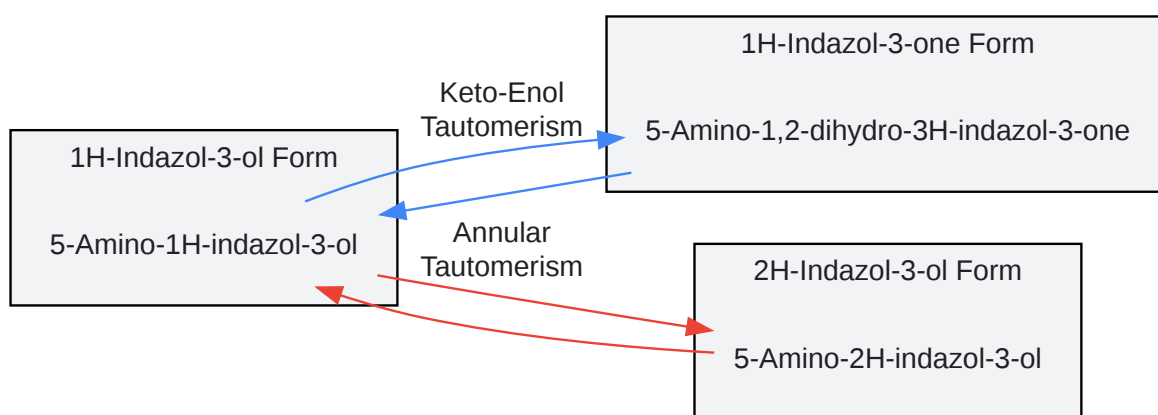 1H-Indazol-3-one Form
5-Amino-1,2-dihydro-3H-indazol-3-one
Keto-Enol
Tautomerism
1H-Indazol-3-ol Form
5-Amino-1H-indazol-3-ol
Annular
Tautomerism
2H-Indazol-3-ol Form
5-Amino-2H-indazol-3-ol